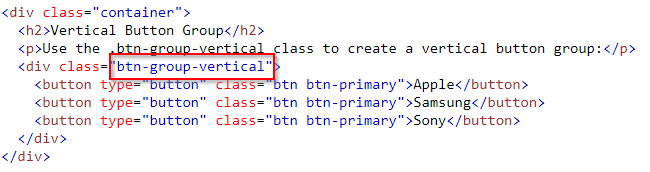 <div class="container">
<h2>Vertical Button Group</h2>
<p>Use the .btn-group-vertical class to create a vertical button group:</p>
<div class="btn-group-vertical">
<button type="button" class="btn btn-primary">Apple</button>
<button type="button" class="btn btn-primary">Samsung</button>
<button type="button" class="btn btn-primary">Sony</button>
</div>
</div>